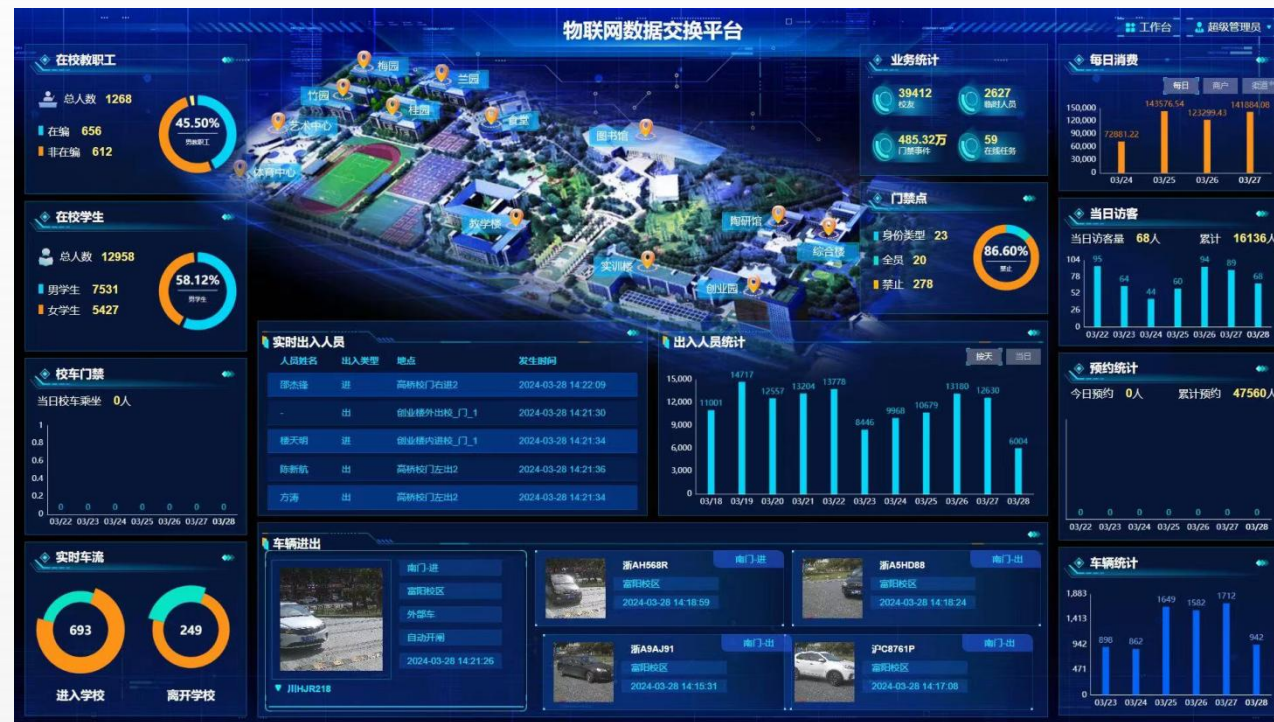 物联网数据交换平台
工作台 超级管理员
在校教职工
总人数 1268
在编 656
非在编 612
45.50%
男教职工
在校学生
总人数 12958
男学生 7531
女学生 5427
58.12%
男学生
校车门禁
当日校车乘坐 0人
1
0.8
0.6
0.4
0.2
0
0 0 0 0 0 0 0
03/22 03/23 03/24 03/25 03/26 03/27 03/28
实时车流
693
249
进入学校
离开学校
梅园
兰园
竹园
桂园
艺术中心
食堂
图书馆
体育中心
教学楼
陶研馆
综合楼
实训楼
创业园
实时出入人员
人员姓名 出入类型 地点 发生时间
邵杰锋 进 高桥校门右进2 2024-03-28 14:22:09
- 出 创业楼外出校_门_1 2024-03-28 14:21:30
楼天明 进 创业楼内进校_门_1 2024-03-28 14:21:34
陈新航 出 高桥校门左出2 2024-03-28 14:21:36
方涛 出 高桥校门左出2 2024-03-28 14:21:34
出入人员统计
按天 当日
15,000
12,000
9,000
6,000
3,000
0
11001 14717 12557 13204 13778 8446 9968 10679 13180 12630 6004
03/18 03/19 03/20 03/21 03/22 03/23 03/24 03/25 03/26 03/27 03/28
车辆进出
南门-进
富阳校区
外部车
自动开闸
2024-03-28 14:21:26
川HJR218
南门-进
浙AH568R
富阳校区
2024-03-28 14:18:59
南门-出
浙A5HD88
富阳校区
2024-03-28 14:18:24
南门-出
浙A9AJ91
富阳校区
2024-03-28 14:15:31
南门-出
沪C8761P
富阳校区
2024-03-28 14:17:08
业务统计
39412
校友
2627
临时人员
485.32万
门禁事件
59
在线任务
门禁点
身份类型 23
全员 20
禁止 278
86.60%
禁止
每日消费
每日 商户
150,000
120,000
90,000
60,000
30,000
0
72881.22 143576.54 123299.43 141884.08
03/24 03/25 03/26 03/27
当日访客
当日访客量 68人 累计 16136人
104
78
52
26
0
95 64 44 60 94 89 68
03/22 03/23 03/24 03/25 03/26 03/27 03/28
预约统计
今日预约 0人 累计预约 47560人
0 0 0 0 0 0 0
03/22 03/23 03/24 03/25 03/26 03/27 03/28
车辆统计
1,883
1,413
942
471
0
898 862 1649 1582 1712 942
03/23 03/24 03/25 03/26 03/27 03/28